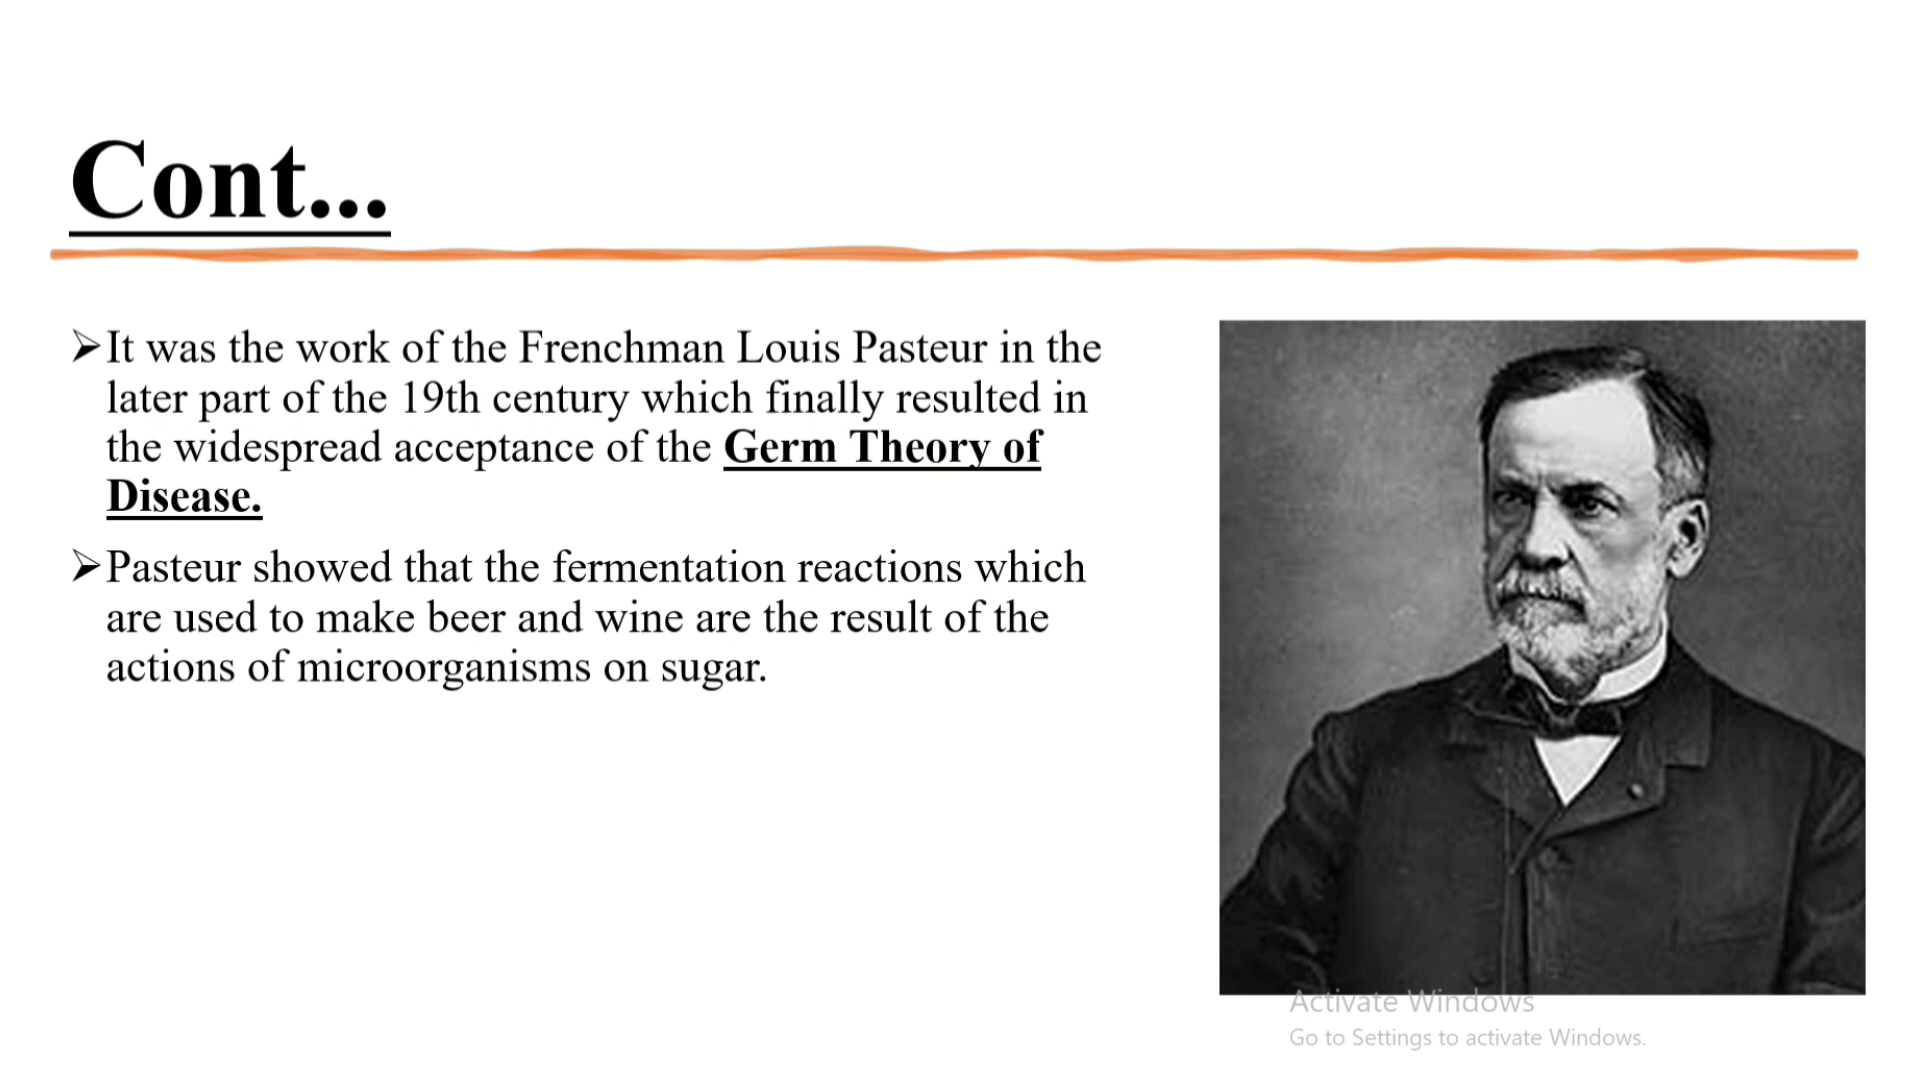 Cont...
➢It was the work of the Frenchman Louis Pasteur in the
later part of the 19th century which finally resulted in
the widespread acceptance of the Germ Theory of
Disease.
➢Pasteur showed that the fermentation reactions which
are used to make beer and wine are the result of the
actions of microorganisms on sugar.
Activate Windows
Go to Settings to activate Windows.